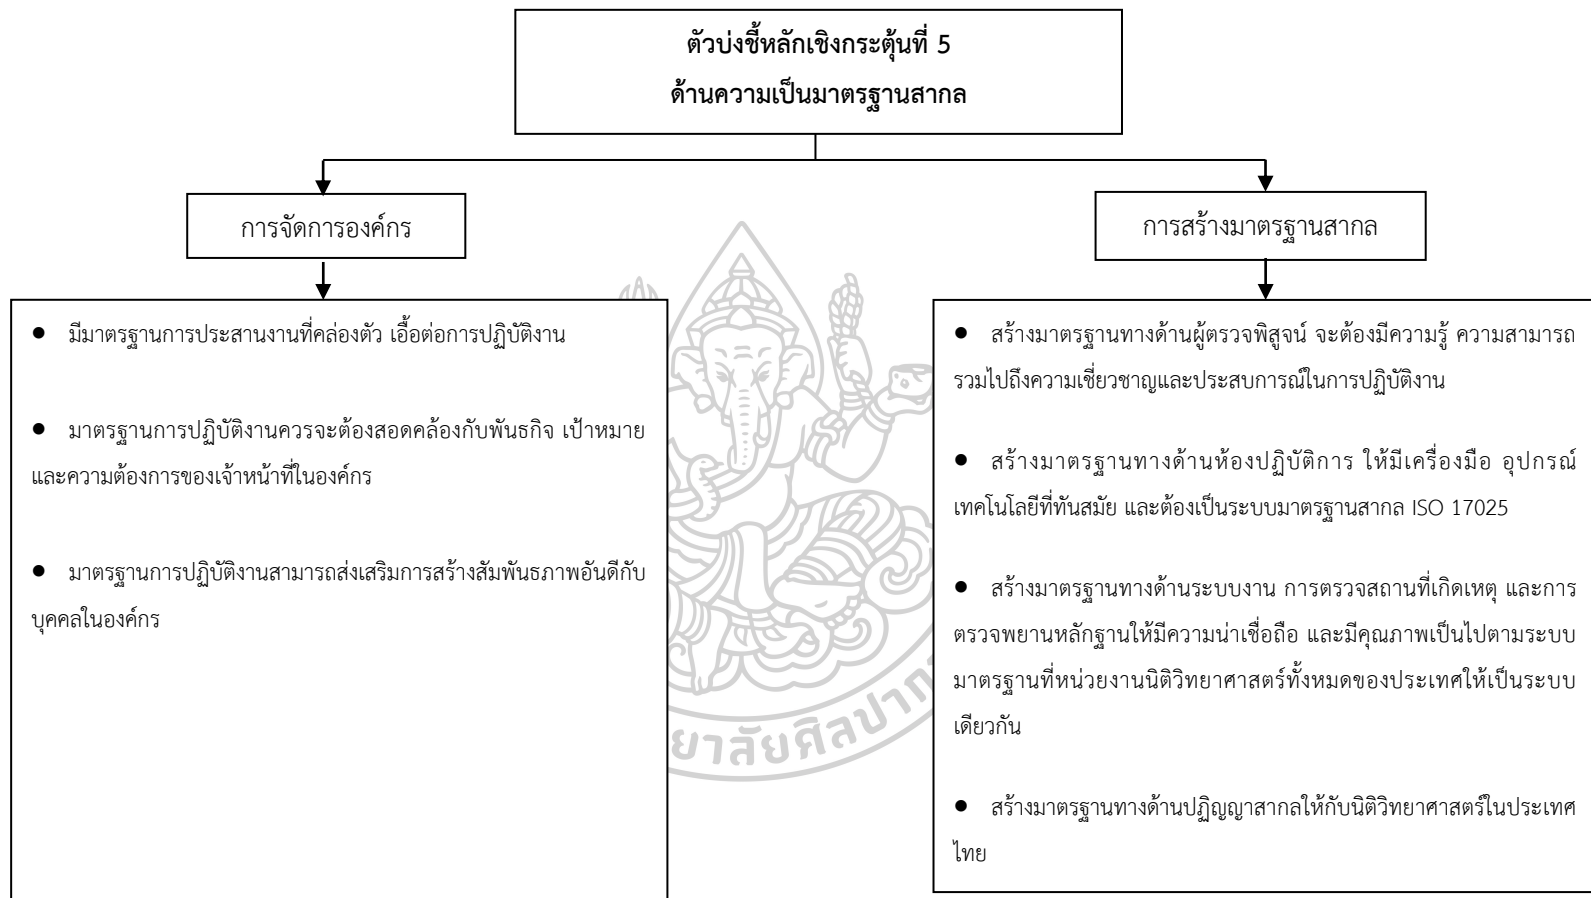 ตัวบ่งชี้หลักเชิงกระตุ้นที่ 5
ด้านความเป็นมาตรฐานสากล
การจัดการองค์กร
● มีมาตรฐานการประสานงานที่คล่องตัว เอื้อต่อการปฏิบัติงาน
● มาตรฐานการปฏิบัติงานควรจะต้องสอดคล้องกับพันธกิจ เป้าหมาย
และความต้องการของเจ้าหน้าที่ในองค์กร
● มาตรฐานการปฏิบัติงานสามารถส่งเสริมการสร้างสัมพันธภาพอันดีกับ
บุคคลในองค์กร
การสร้างมาตรฐานสากล
● สร้างมาตรฐานทางด้านผู้ตรวจพิสูจน์ จะต้องมีความรู้ ความสามารถ
รวมไปถึงความเชี่ยวชาญและประสบการณ์ในการปฏิบัติงาน
● สร้างมาตรฐานทางด้านห้องปฏิบัติการ ให้มีเครื่องมือ อุปกรณ์
เทคโนโลยีที่ทันสมัย และต้องเป็นระบบมาตรฐานสากล ISO 17025
● สร้างมาตรฐานทางด้านระบบงาน การตรวจสถานที่เกิดเหตุ และการ
ตรวจพยานหลักฐานให้มีความน่าเชื่อถือ และมีคุณภาพเป็นไปตามระบบ
มาตรฐานที่หน่วยงานนิติวิทยาศาสตร์ทั้งหมดของประเทศให้เป็นระบบ
เดียวกัน
● สร้างมาตรฐานทางด้านปฏิญญาสากลให้กับนิติวิทยาศาสตร์ในประเทศ
ไทย
ยาลัยศิลปาก